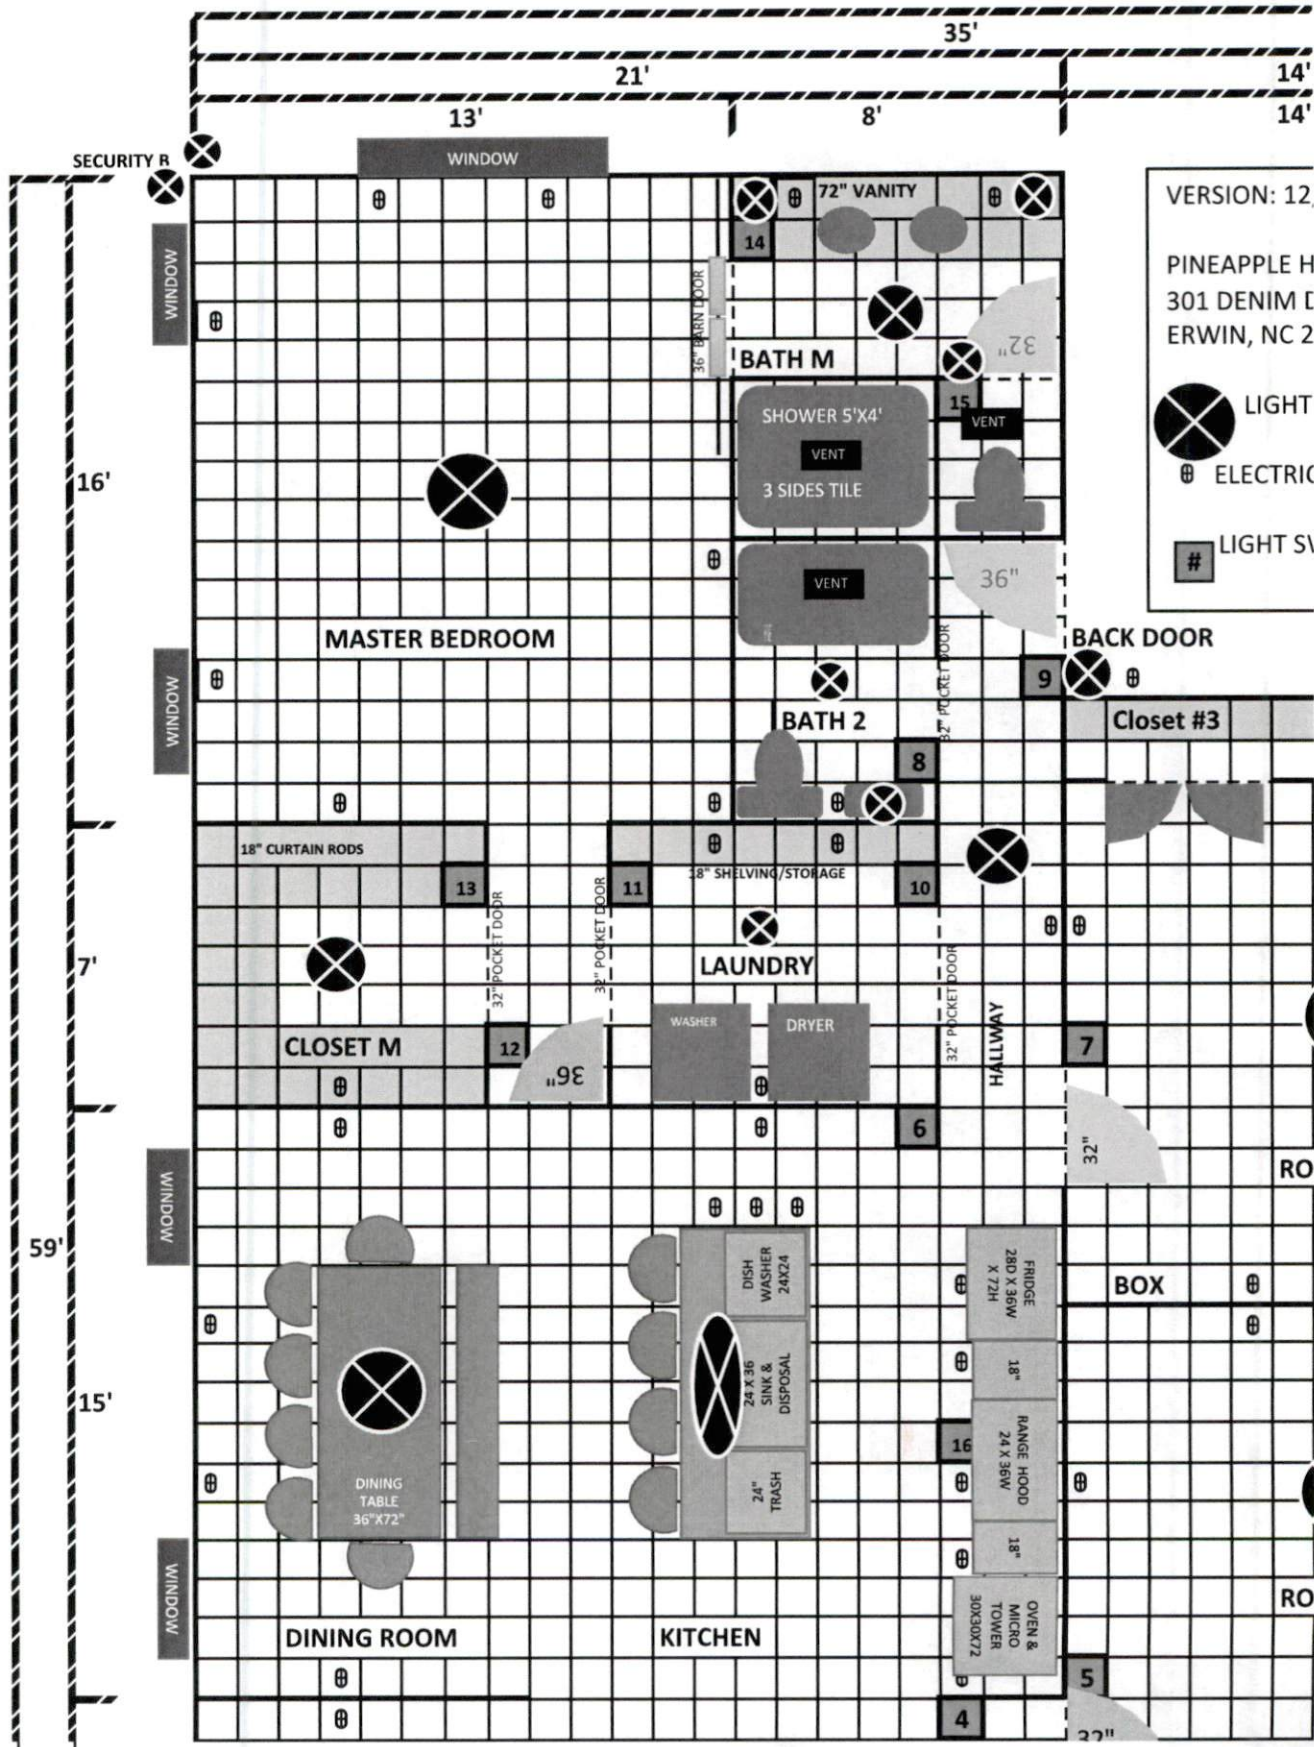 35'
21'
14'
13'
8'
14'
SECURITY
WINDOW
72" VANITY
VERSION: 12
14
WINDOW
PINEAPPLE H
301 DENIM
ERWIN, NC 2
36" BARN DOOR
32"
BATH M
15
LIGHT
SHOWER 5'X4'
VENT
VENT
3 SIDES TILE
16'
ELECTRIC
#
LIGHT SW
VENT
36"
MASTER BEDROOM
BACK DOOR
32" POCKET DOOR
9
WINDOW
BATH 2
Closet #3
8
18" CURTAIN RODS
18" SHELVING/STORAGE
13
11
10
32" POCKET DOOR
32" POCKET DOOR
7'
LAUNDRY
32" POCKET DOOR
WASHER
DRYER
HALLWAY
CLOSET M
12
36"
7
6
32"
WINDOW
RO
59'
DISH
WASHER
24X24
FRIDGE
28D X 36W
X 72H
BOX
24 X 36
SINK &
DISPOSAL
18"
15'
RANGE HOOD
24 X 36W
16
DINING
TABLE
36"X72"
24"
TRASH
18"
WINDOW
OVEN &
MICRO
TOWER
30X30X72
RO
DINING ROOM
KITCHEN
5
4
32"